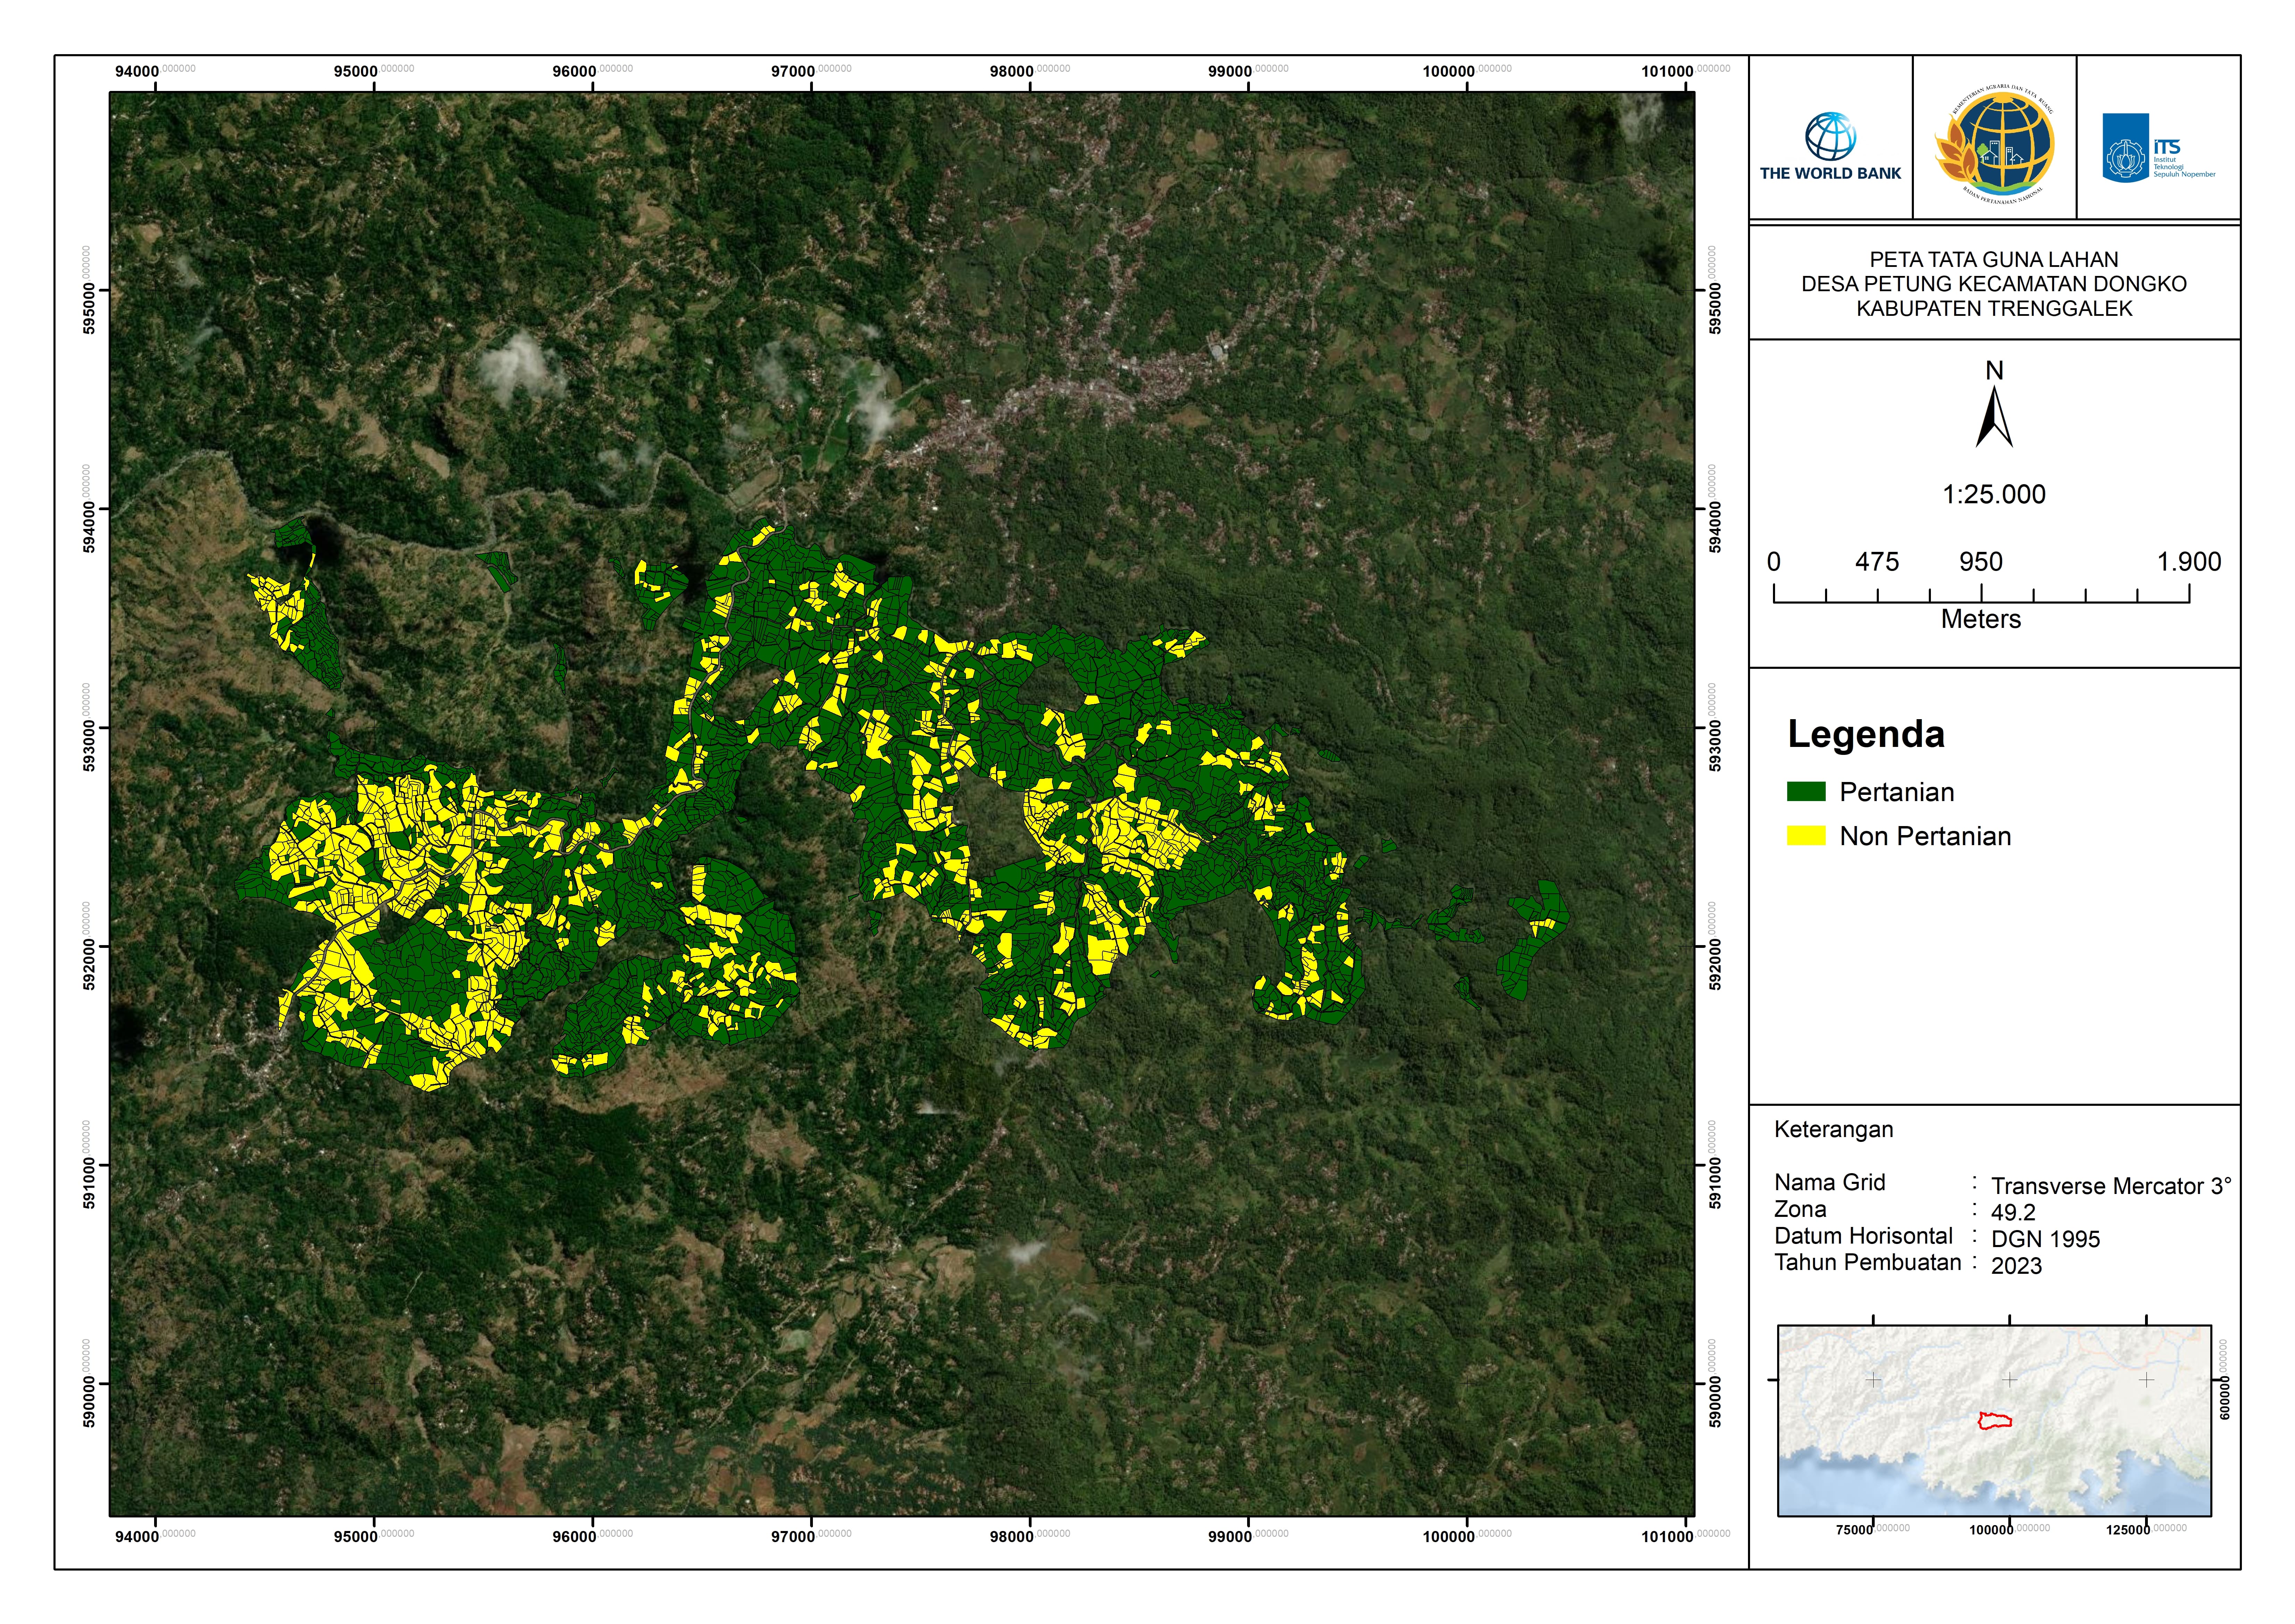 94000.000000 95000.000000 96000.000000 97000.000000 98000.000000 99000.000000 100000.000000 101000.000000
595000.000000
594000.000000
593000.000000
592000.000000
591000.000000
590000.000000
595000.000000
594000.000000
593000.000000
592000.000000
591000.000000
590000.000000
94000.000000 95000.000000 96000.000000 97000.000000 98000.000000 99000.000000 100000.000000 101000.000000
THE WORLD BANK
KEMENTERIAN AGRARIA DAN TATA RUANG
BADAN PERTANAHAN NASIONAL
iTS
Institut
Teknologi
Sepuluh Nopember
PETA TATA GUNA LAHAN
DESA PETUNG KECAMATAN DONGKO
KABUPATEN TRENGGALEK
N
1:25.000
0 475 950 1.900
Meters
Legenda
Pertanian
Non Pertanian
Keterangan
Nama Grid : Transverse Mercator 3°
Zona : 49.2
Datum Horisontal : DGN 1995
Tahun Pembuatan : 2023
600000.000000
75000.000000 100000.000000 125000.000000